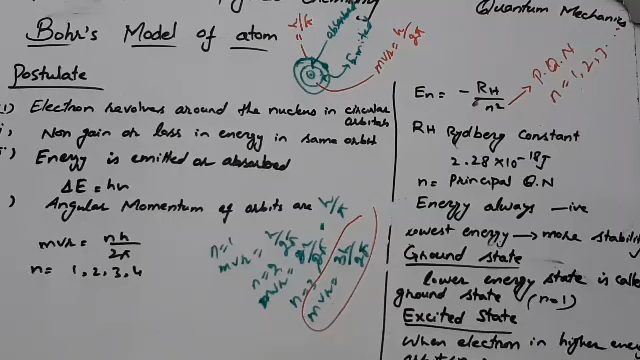 Quantum Mechanics
Bohr's Model of atom
absorbed
Emitted
mvr = h/2π
Postulate
i) Electron revolves around the nucleus in circular
orbitals
Non gain or loss in energy in same orbit
Energy is emitted or absorbed
ΔE = hν
) Angular Momentum of orbits are h/π
mvr = nh/2π
n = 1, 2, 3, 4
n=1
mvr = h/2π
n=2
mvr = 2h/2π
n=3
mvr = 3h/2π
En = - RH/n²
P.Q.N
n = 1, 2, 3
RH Rydberg Constant
2.28 × 10⁻¹⁸ J
n = Principal Q.N
Energy always -ive
lowest energy → more stability
Ground state
lower energy state is called
ground state (n=1)
Excited State
When electron in higher energy